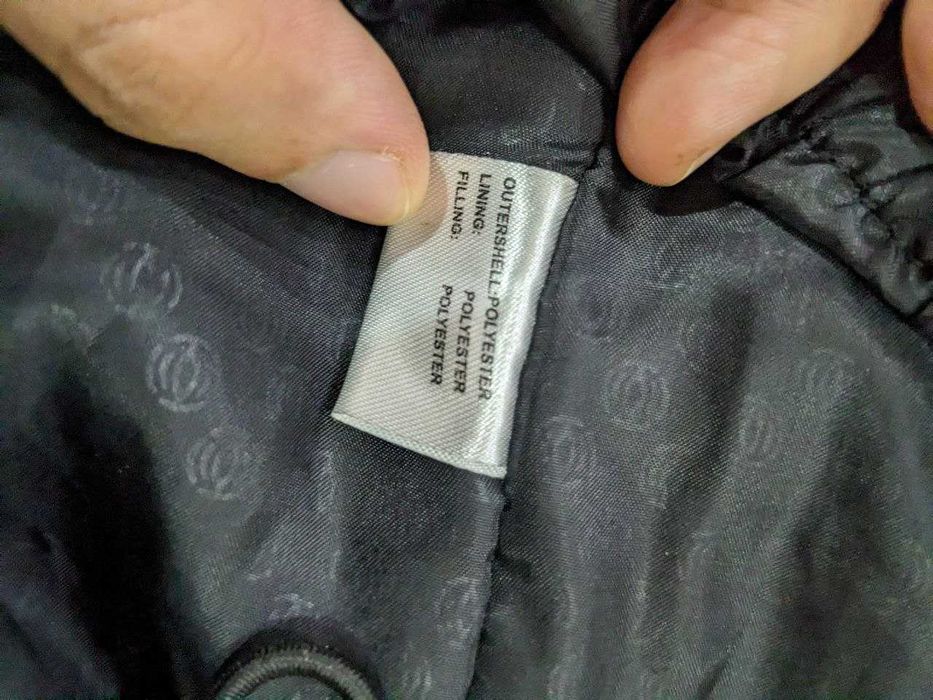 OUTERSHELL:POLYESTER
LINING: POLYESTER
FILLING: POLYESTER